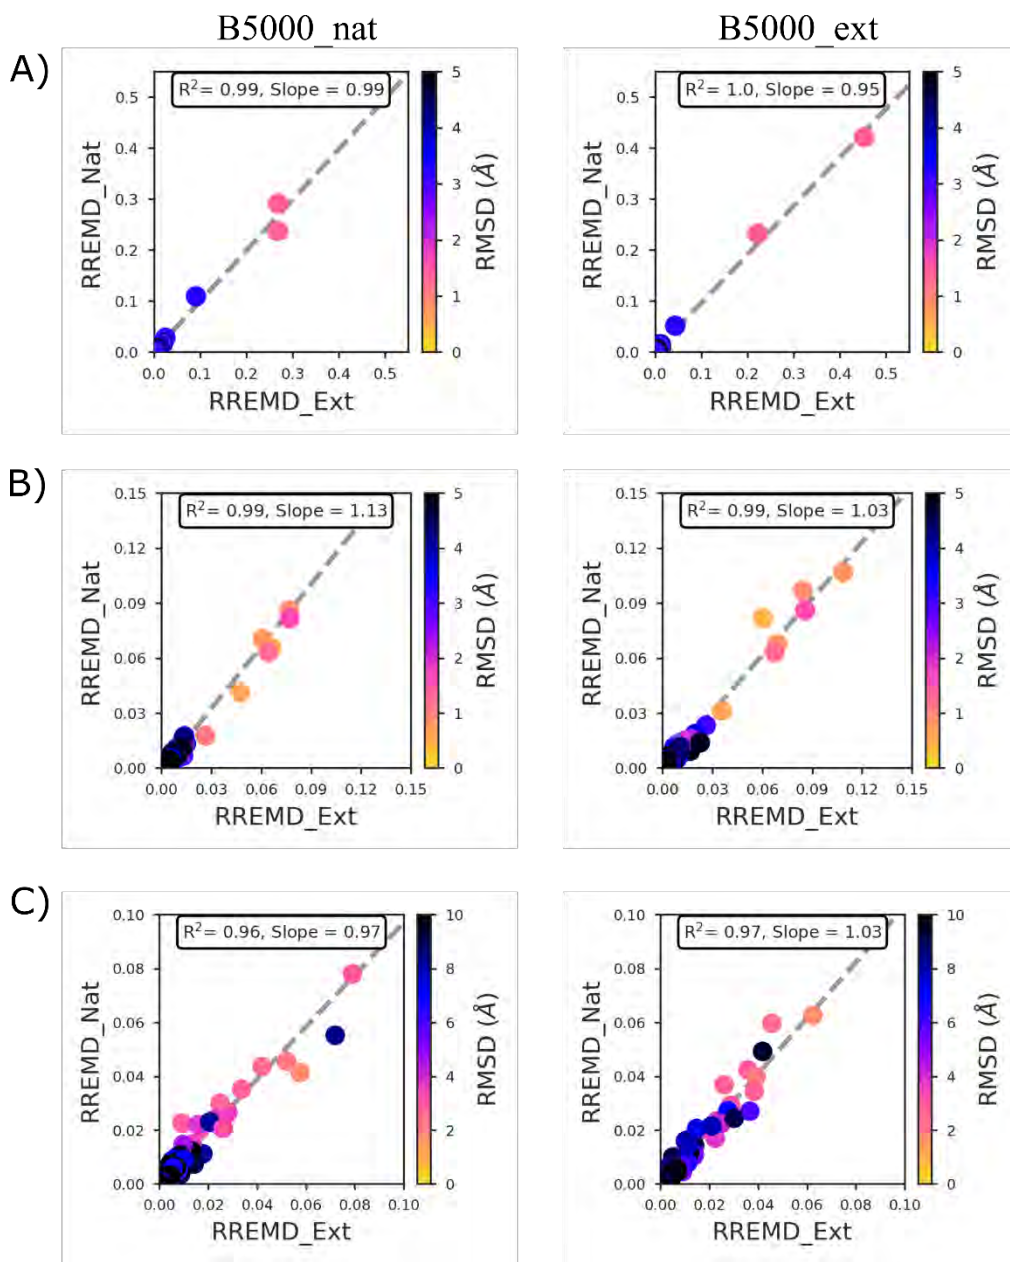 B5000_nat
B5000_ext
A)
R²= 0.99, Slope = 0.99
0.5
0.4
0.3
0.2
0.1
0.0
0.0 0.1 0.2 0.3 0.4 0.5
RREMD_Nat
RREMD_Ext
5
4
3
2
1
0
RMSD (Å)
R²= 1.0, Slope = 0.95
0.5
0.4
0.3
0.2
0.1
0.0
0.0 0.1 0.2 0.3 0.4 0.5
RREMD_Nat
RREMD_Ext
5
4
3
2
1
0
RMSD (Å)
B)
R²= 0.99, Slope = 1.13
0.15
0.12
0.09
0.06
0.03
0.00
0.00 0.03 0.06 0.09 0.12 0.15
RREMD_Nat
RREMD_Ext
5
4
3
2
1
0
RMSD (Å)
R²= 0.99, Slope = 1.03
0.15
0.12
0.09
0.06
0.03
0.00
0.00 0.03 0.06 0.09 0.12 0.15
RREMD_Nat
RREMD_Ext
5
4
3
2
1
0
RMSD (Å)
C)
R²= 0.96, Slope = 0.97
0.10
0.08
0.06
0.04
0.02
0.00
0.00 0.02 0.04 0.06 0.08 0.10
RREMD_Nat
RREMD_Ext
10
8
6
4
2
0
RMSD (Å)
R²= 0.97, Slope = 1.03
0.10
0.08
0.06
0.04
0.02
0.00
0.00 0.02 0.04 0.06 0.08 0.10
RREMD_Nat
RREMD_Ext
10
8
6
4
2
0
RMSD (Å)